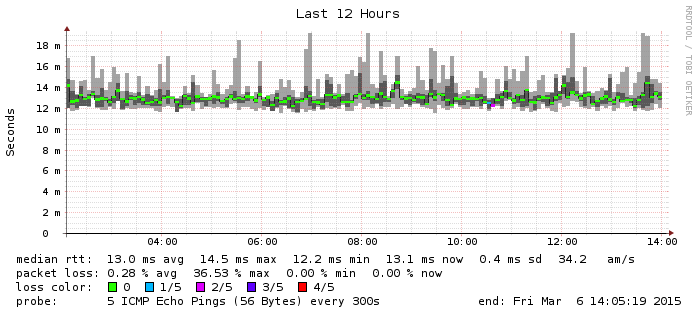 Last 12 Hours
RRDTOOL / TOBI OETIKER
Seconds
18 m
16 m
14 m
12 m
10 m
8 m
6 m
4 m
2 m
0
04:00 06:00 08:00 10:00 12:00 14:00
median rtt: 13.0 ms avg 14.5 ms max 12.2 ms min 13.1 ms now 0.4 ms sd 34.2 am/s
packet loss: 0.28 % avg 36.53 % max 0.00 % min 0.00 % now
loss color: 0 1/5 2/5 3/5 4/5
probe: 5 ICMP Echo Pings (56 Bytes) every 300s end: Fri Mar 6 14:05:19 2015